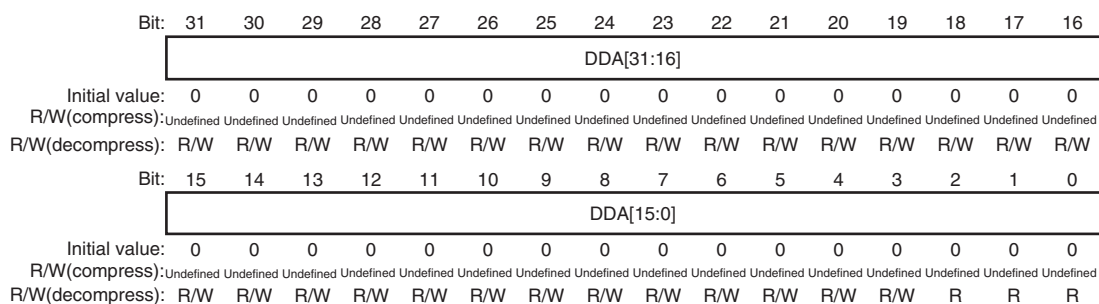 Bit: 31 30 29 28 27 26 25 24 23 22 21 20 19 18 17 16
DDA[31:16]
Initial value: 0 0 0 0 0 0 0 0 0 0 0 0 0 0 0 0
R/W(compress): Undefined Undefined Undefined Undefined Undefined Undefined Undefined Undefined Undefined Undefined Undefined Undefined Undefined Undefined Undefined Undefined
R/W(decompress): R/W R/W R/W R/W R/W R/W R/W R/W R/W R/W R/W R/W R/W R/W R/W R/W
Bit: 15 14 13 12 11 10 9 8 7 6 5 4 3 2 1 0
DDA[15:0]
Initial value: 0 0 0 0 0 0 0 0 0 0 0 0 0 0 0 0
R/W(compress): Undefined Undefined Undefined Undefined Undefined Undefined Undefined Undefined Undefined Undefined Undefined Undefined Undefined Undefined Undefined Undefined
R/W(decompress): R/W R/W R/W R/W R/W R/W R/W R/W R/W R/W R/W R/W R/W R R R